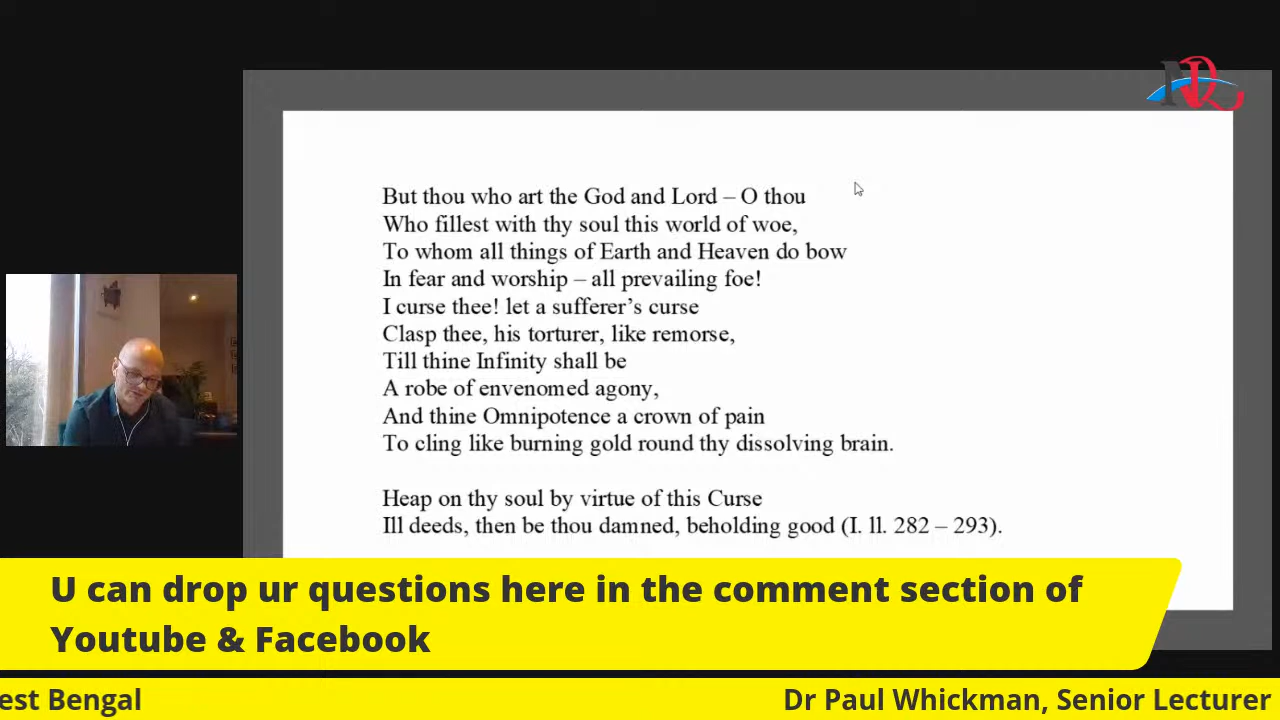 But thou who art the God and Lord – O thou
Who fillest with thy soul this world of woe,
To whom all things of Earth and Heaven do bow
In fear and worship – all prevailing foe!
I curse thee! let a sufferer’s curse
Clasp thee, his torturer, like remorse,
Till thine Infinity shall be
A robe of envenomed agony,
And thine Omnipotence a crown of pain
To cling like burning gold round thy dissolving brain.
Heap on thy soul by virtue of this Curse
Ill deeds, then be thou damned, beholding good (I. ll. 282 – 293).
U can drop ur questions here in the comment section of
Youtube & Facebook
est Bengal
Dr Paul Whickman, Senior Lecturer